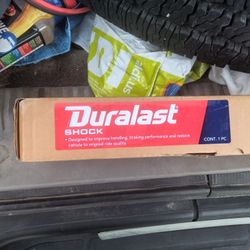 Duralast
SHOCK
• Designed to improve handling, braking performance and restore
vehicle to original ride quality
CONT. 1 PC